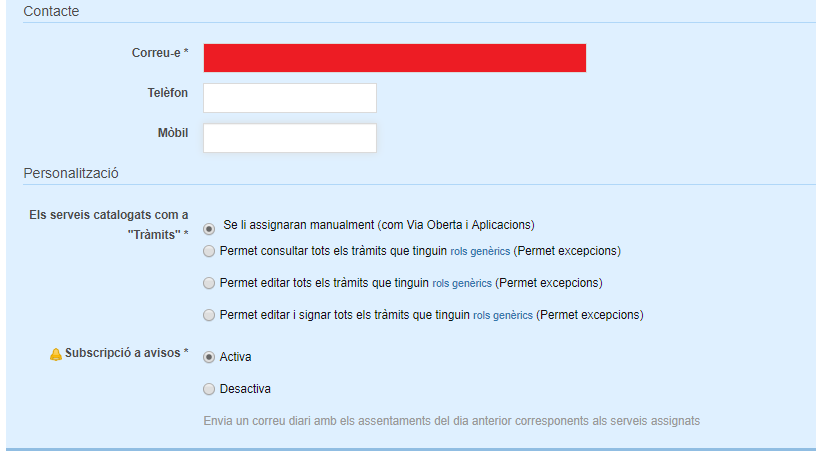 Contacte
Correu-e *
Telèfon
Mòbil
Personalització
Els serveis catalogats com a
"Tràmits" *
Se li assignaran manualment (com Via Oberta i Aplicacions)
Permet consultar tots els tràmits que tinguin rols genèrics (Permet excepcions)
Permet editar tots els tràmits que tinguin rols genèrics (Permet excepcions)
Permet editar i signar tots els tràmits que tinguin rols genèrics (Permet excepcions)
Subscripció a avisos *
Activa
Desactiva
Envia un correu diari amb els assentaments del dia anterior corresponents als serveis assignats